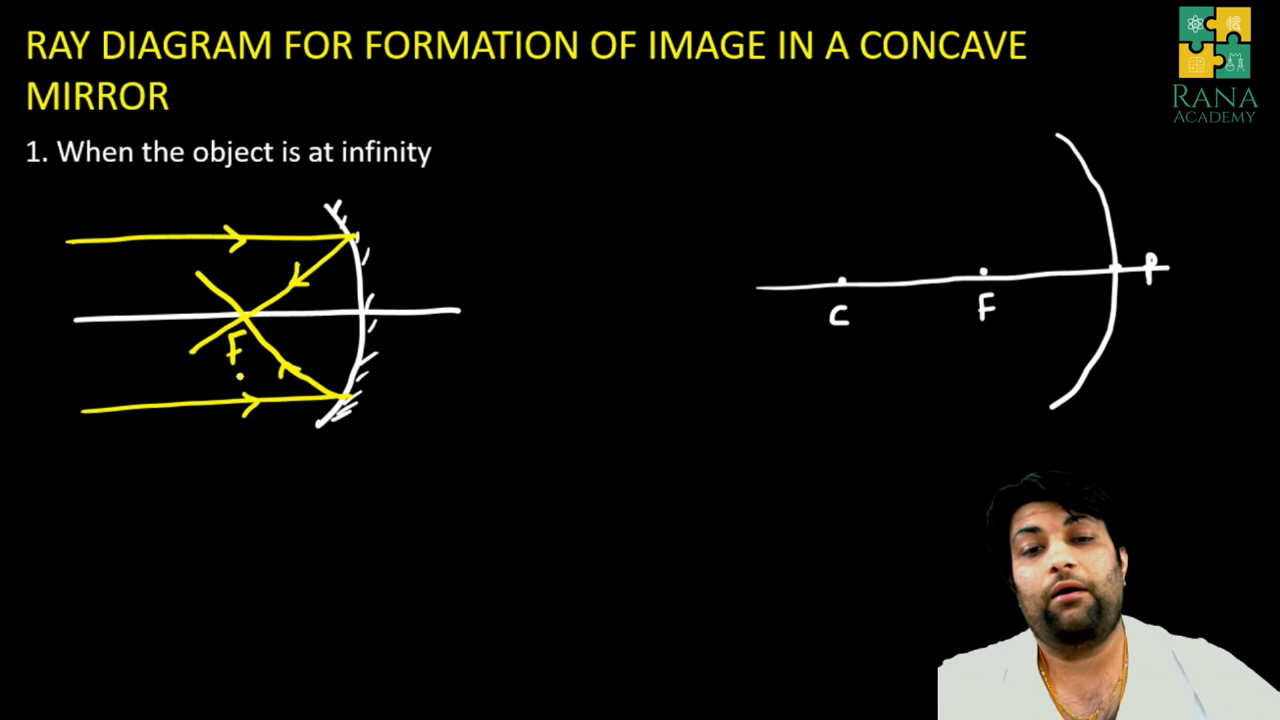 RAY DIAGRAM FOR FORMATION OF IMAGE IN A CONCAVE
MIRROR
RANA
ACADEMY
1. When the object is at infinity
F
C
F
P